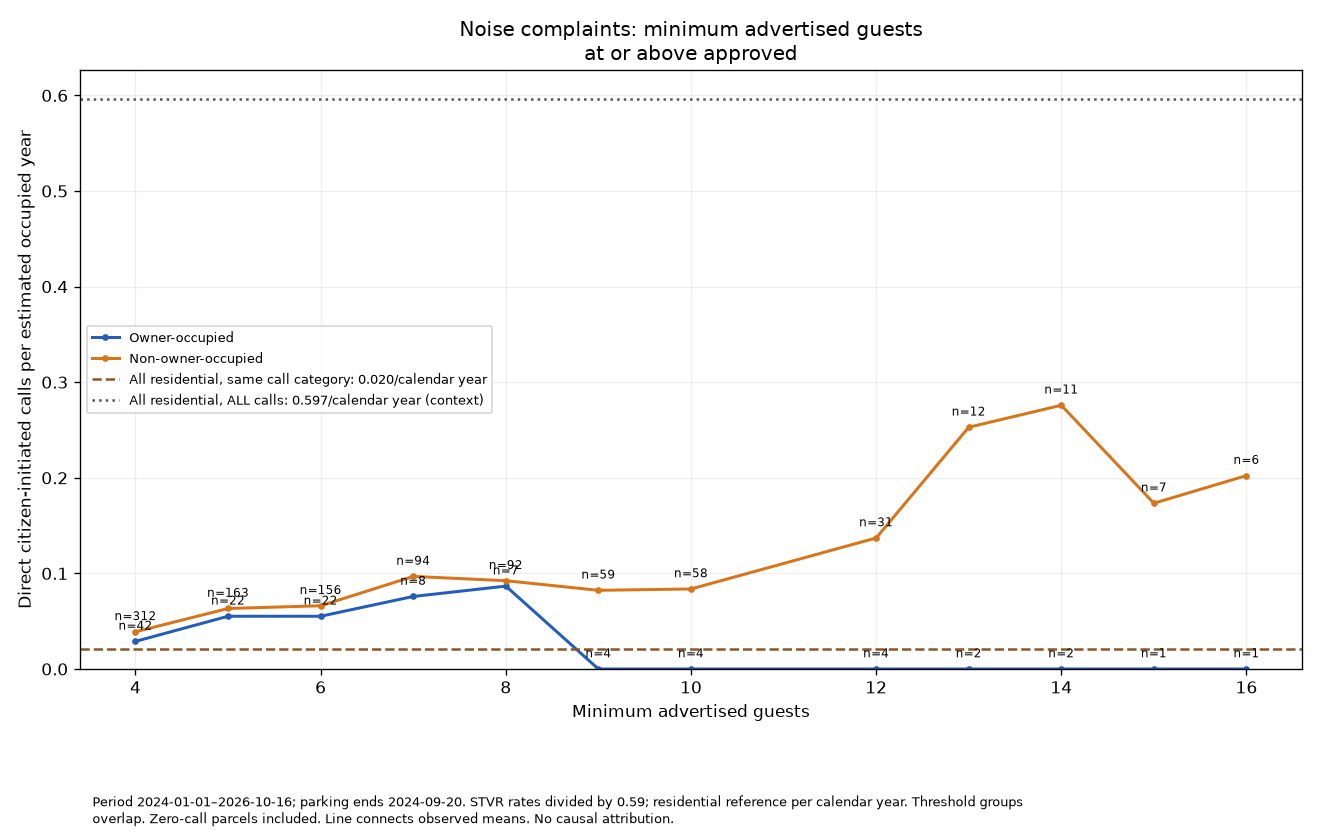 Noise complaints: minimum advertised guests
at or above approved
Direct citizen-initiated calls per estimated occupied year
0.6
0.5
0.4
0.3
0.2
0.1
0.0
Owner-occupied
Non-owner-occupied
All residential, same call category: 0.020/calendar year
All residential, ALL calls: 0.597/calendar year (context)
n=312
n=42
n=163
n=22
n=156
n=22
n=94
n=8
n=92
n=7
n=59
n=4
n=58
n=4
n=31
n=4
n=12
n=2
n=11
n=2
n=7
n=1
n=6
n=1
4
6
8
10
12
14
16
Minimum advertised guests
Period 2024-01-01–2026-10-16; parking ends 2024-09-20. STVR rates divided by 0.59; residential reference per calendar year. Threshold groups
overlap. Zero-call parcels included. Line connects observed means. No causal attribution.